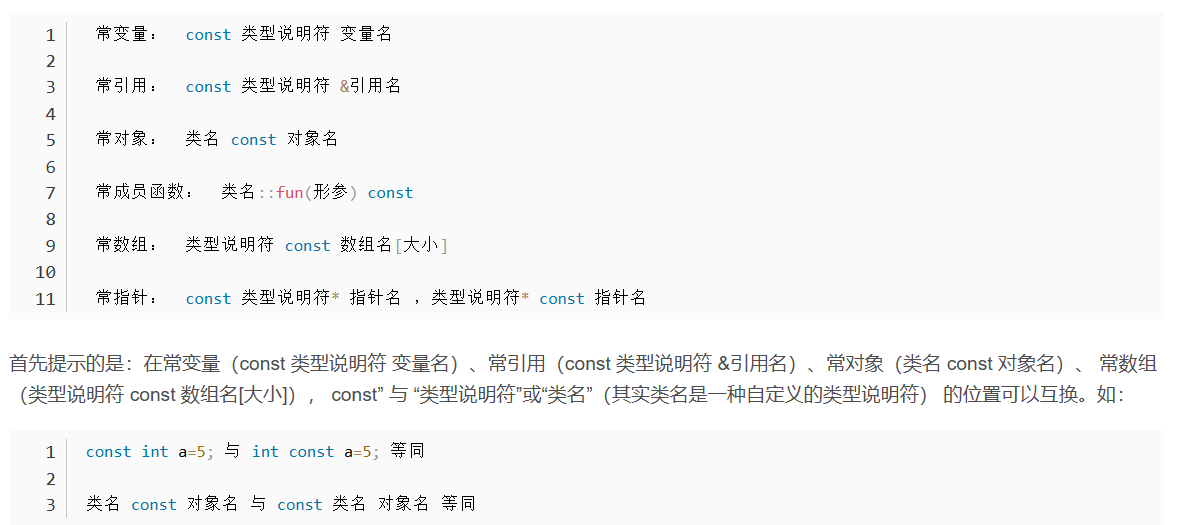 1 常变量： const 类型说明符 变量名
2
3 常引用： const 类型说明符 &引用名
4
5 常对象： 类名 const 对象名
6
7 常成员函数： 类名::fun(形参) const
8
9 常数组： 类型说明符 const 数组名[大小]
10
11 常指针： const 类型说明符* 指针名 ，类型说明符* const 指针名
首先提示的是：在常变量（const 类型说明符 变量名）、常引用（const 类型说明符 &引用名）、常对象（类名 const 对象名）、 常数组
（类型说明符 const 数组名[大小]）， const” 与 “类型说明符”或“类名”（其实类名是一种自定义的类型说明符） 的位置可以互换。如：
1 const int a=5; 与 int const a=5; 等同
2
3 类名 const 对象名 与 const 类名 对象名 等同